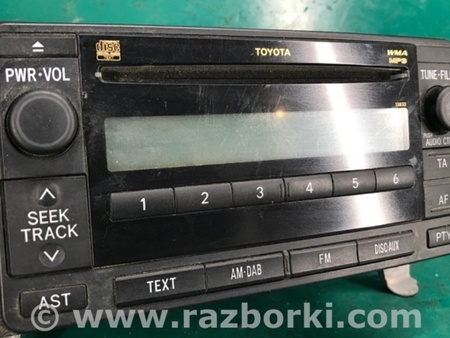 PWR·VOL
TOYOTA
WMA
MP3
TUNE·FIL
AUDIO
TA
1 2 3 4 5 6
SEEK
TRACK
AF
PTY
TEXT AM·DAB FM DISC·AUX
AST
www.razborki.com